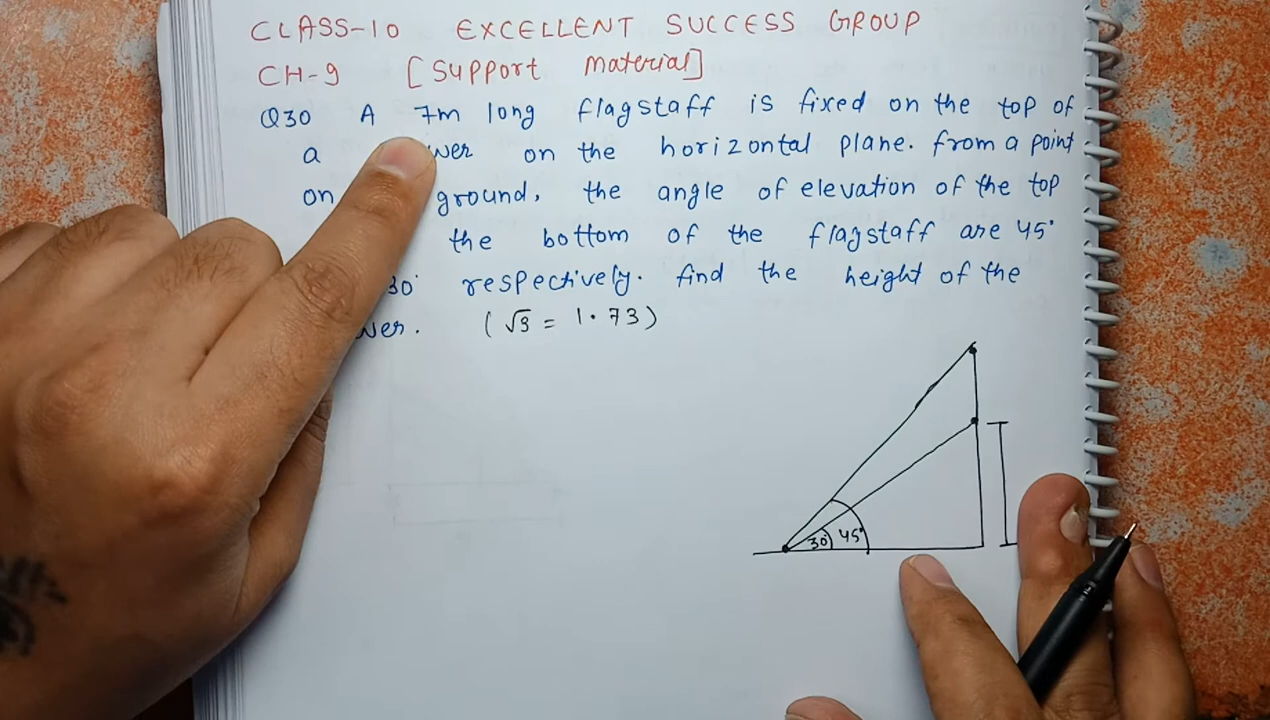 CLASS-10 EXCELLENT SUCCESS GROUP
CH-9 [Support material]
Q30 A 7m long flagstaff is fixed on the top of
a wer on the horizontal plane. from a point
on ground, the angle of elevation of the top
the bottom of the flagstaff are 45°
30° respectively. find the height of the
wer. (√3 = 1.73)
30 45°